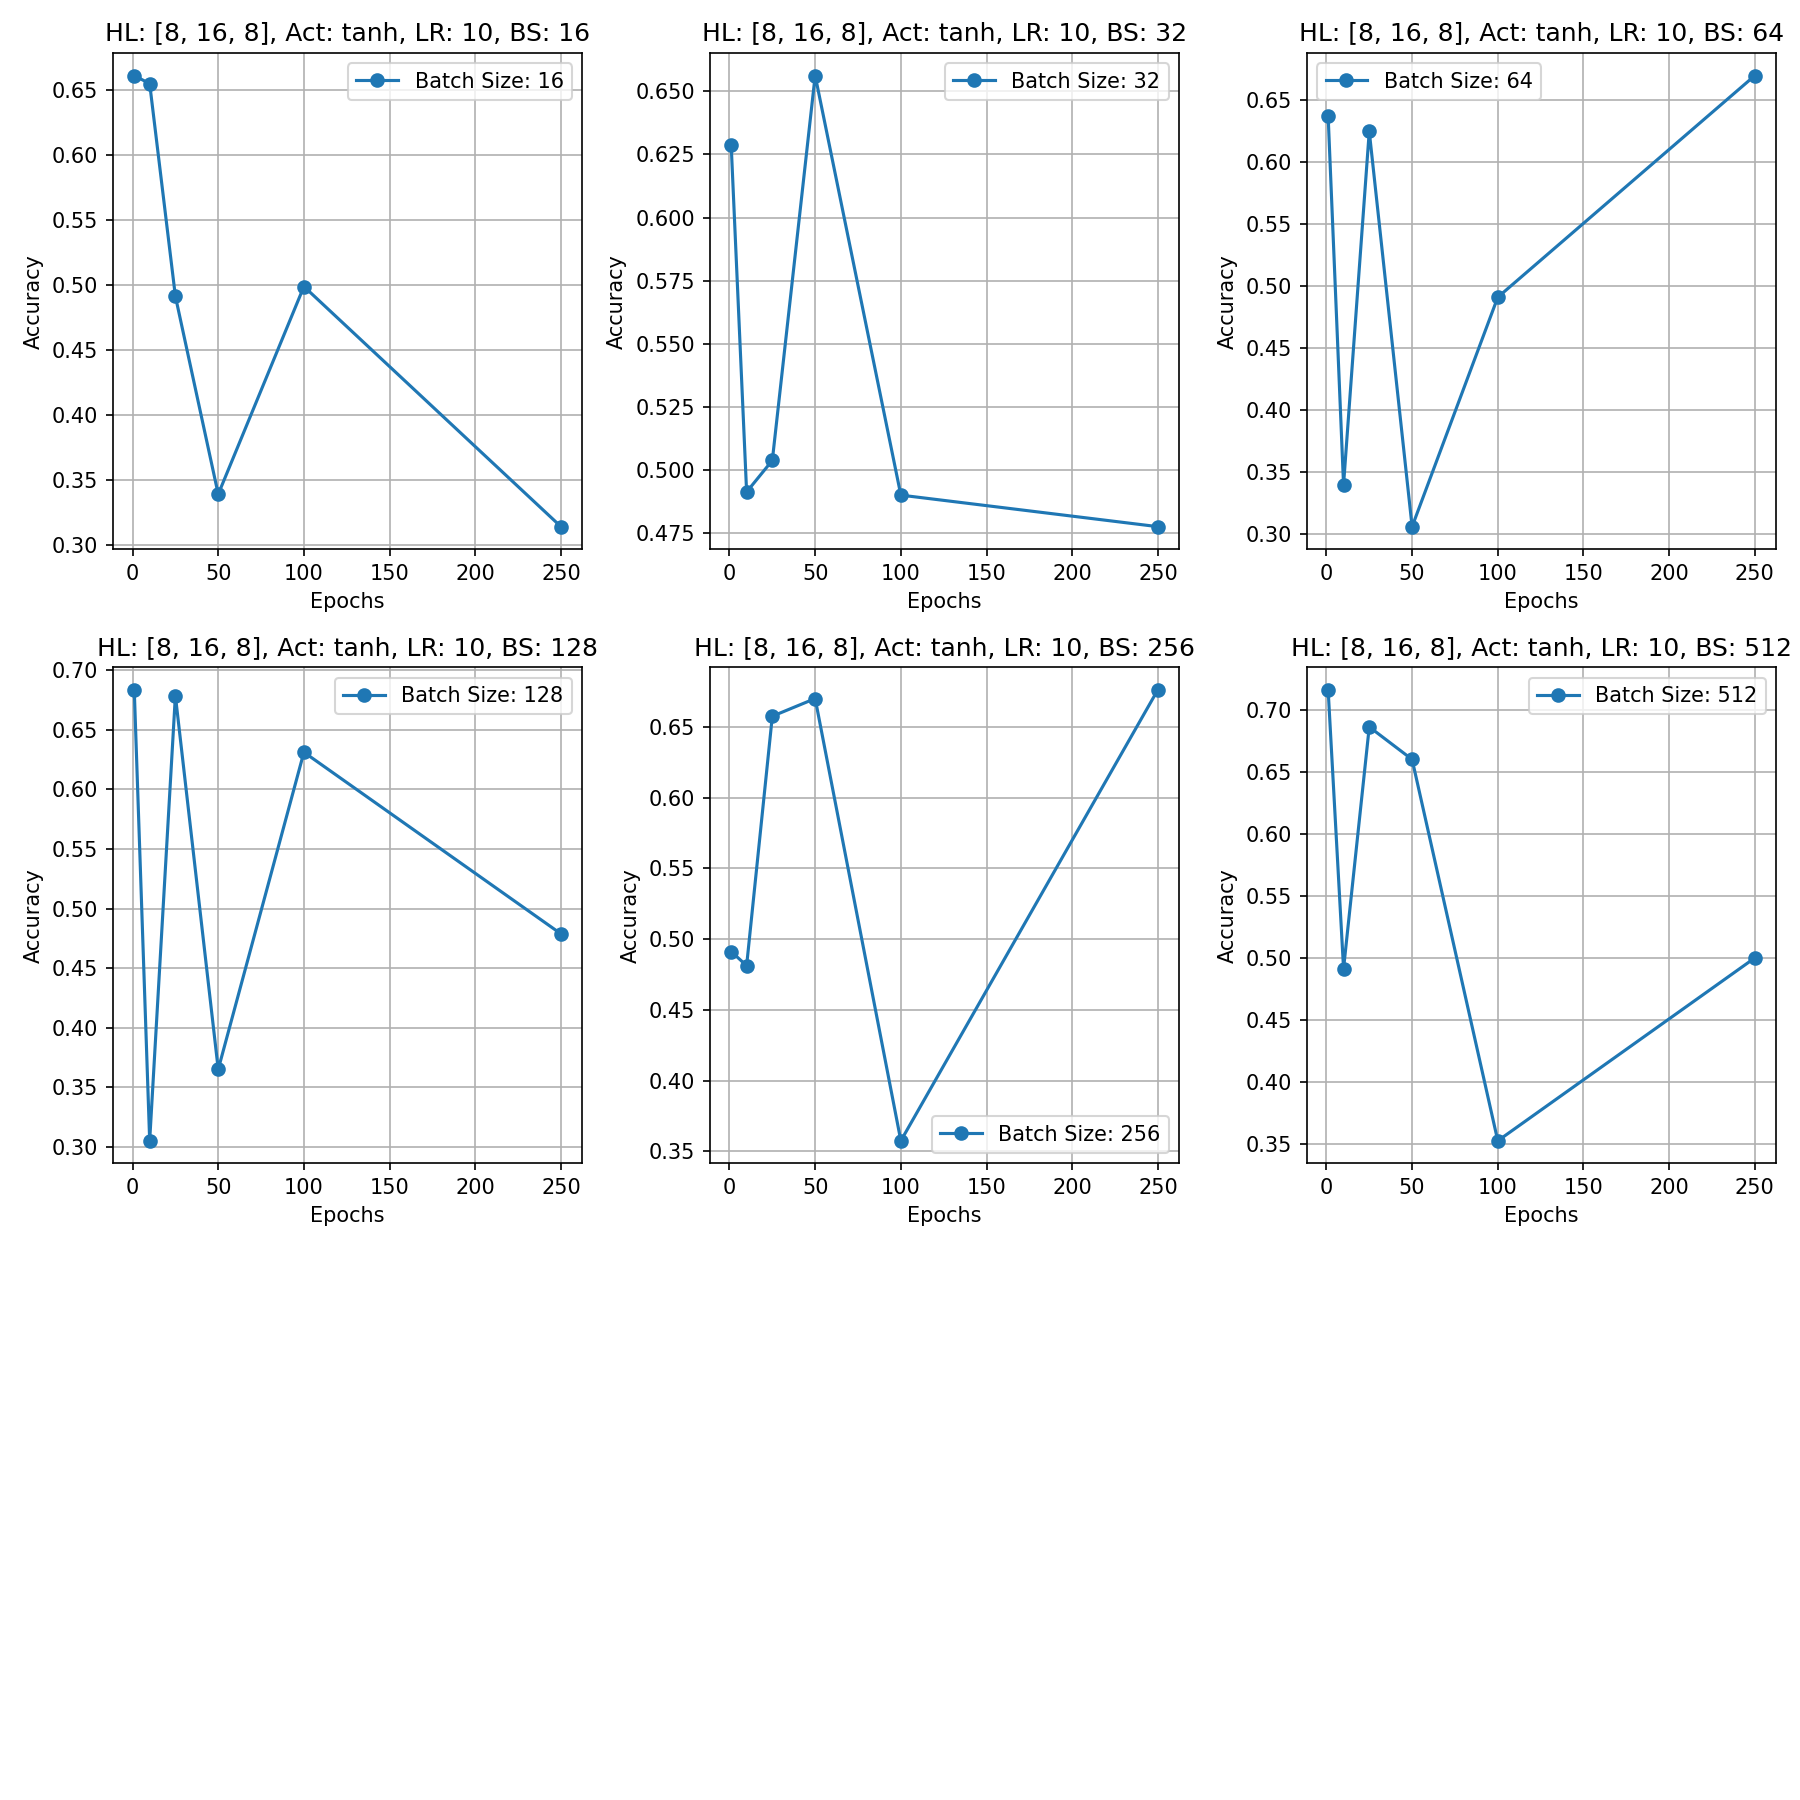 HL: [8, 16, 8], Act: tanh, LR: 10, BS: 16
Batch Size: 16
Accuracy
0.65
0.60
0.55
0.50
0.45
0.40
0.35
0.30
0 50 100 150 200 250
Epochs
HL: [8, 16, 8], Act: tanh, LR: 10, BS: 32
Batch Size: 32
Accuracy
0.650
0.625
0.600
0.575
0.550
0.525
0.500
0.475
0 50 100 150 200 250
Epochs
HL: [8, 16, 8], Act: tanh, LR: 10, BS: 64
Batch Size: 64
Accuracy
0.65
0.60
0.55
0.50
0.45
0.40
0.35
0.30
0 50 100 150 200 250
Epochs
HL: [8, 16, 8], Act: tanh, LR: 10, BS: 128
Batch Size: 128
Accuracy
0.70
0.65
0.60
0.55
0.50
0.45
0.40
0.35
0.30
0 50 100 150 200 250
Epochs
HL: [8, 16, 8], Act: tanh, LR: 10, BS: 256
Batch Size: 256
Accuracy
0.65
0.60
0.55
0.50
0.45
0.40
0.35
0 50 100 150 200 250
Epochs
HL: [8, 16, 8], Act: tanh, LR: 10, BS: 512
Batch Size: 512
Accuracy
0.70
0.65
0.60
0.55
0.50
0.45
0.40
0.35
0 50 100 150 200 250
Epochs